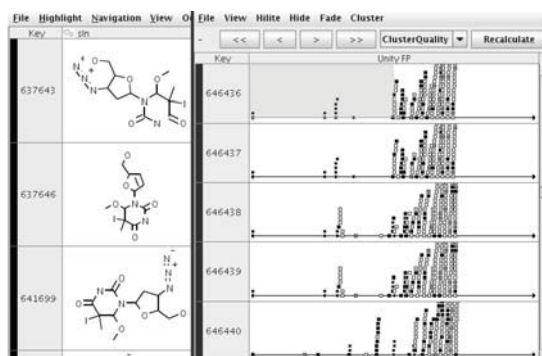 File Highlight Navigation View
Key sln
637643
637646
641699
File View Hilite Hide Fade Cluster
- << < > >> ClusterQuality Recalculate
Key Unity FP
646436
646437
646438
646439
646440